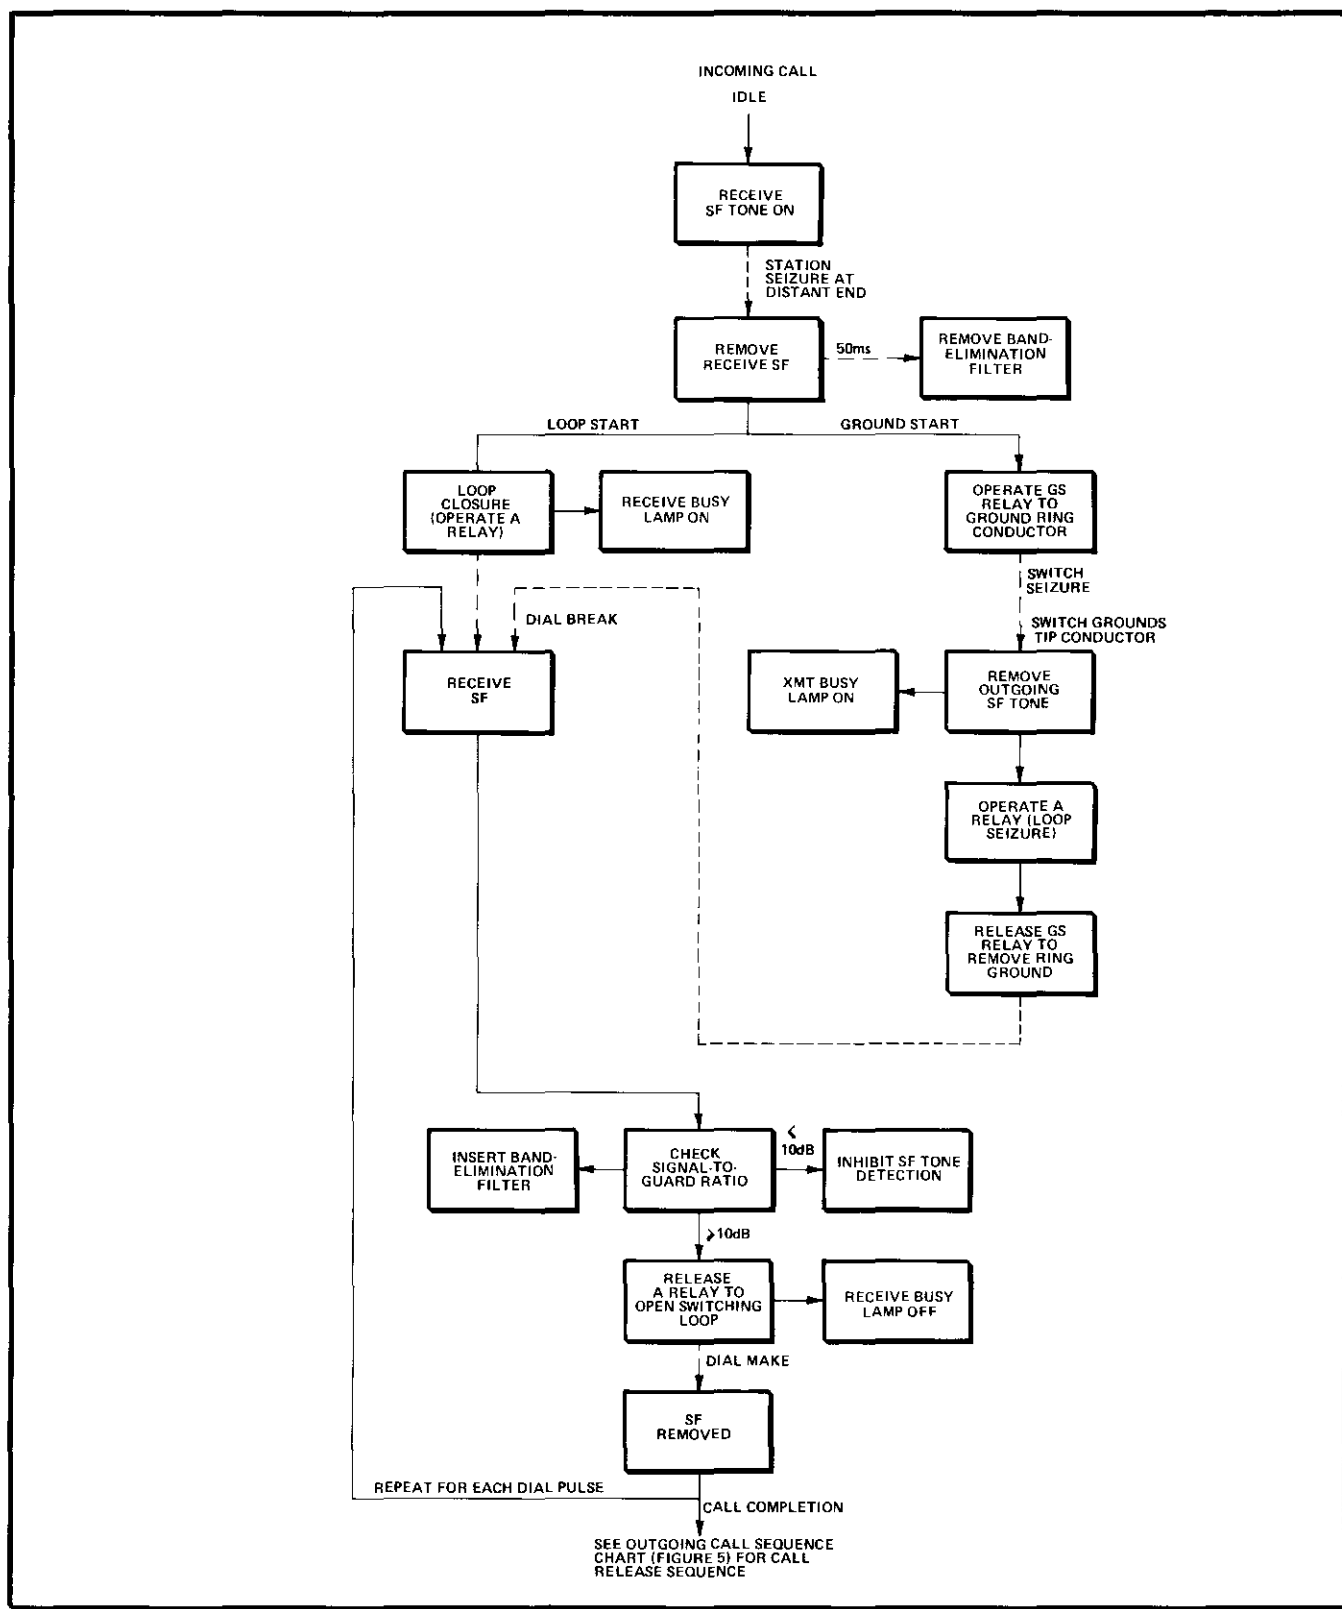 INCOMING CALL
IDLE
RECEIVE
SF TONE ON
STATION
SEIZURE AT
DISTANT END
REMOVE
RECEIVE SF
50ms
REMOVE BAND-
ELIMINATION
FILTER
LOOP START
GROUND START
LOOP
CLOSURE
(OPERATE A
RELAY)
RECEIVE BUSY
LAMP ON
OPERATE GS
RELAY TO
GROUND RING
CONDUCTOR
SWITCH
SEIZURE
DIAL BREAK
SWITCH GROUNDS
TIP CONDUCTOR
RECEIVE
SF
XMT BUSY
LAMP ON
REMOVE
OUTGOING
SF TONE
OPERATE A
RELAY (LOOP
SEIZURE)
RELEASE GS
RELAY TO
REMOVE RING
GROUND
INSERT BAND-
ELIMINATION
FILTER
CHECK
SIGNAL-TO-
GUARD RATIO
<
10dB
INHIBIT SF TONE
DETECTION
⩾10dB
RELEASE
A RELAY TO
OPEN SWITCHING
LOOP
RECEIVE BUSY
LAMP OFF
DIAL MAKE
SF
REMOVED
REPEAT FOR EACH DIAL PULSE
CALL COMPLETION
SEE OUTGOING CALL SEQUENCE
CHART (FIGURE 5) FOR CALL
RELEASE SEQUENCE